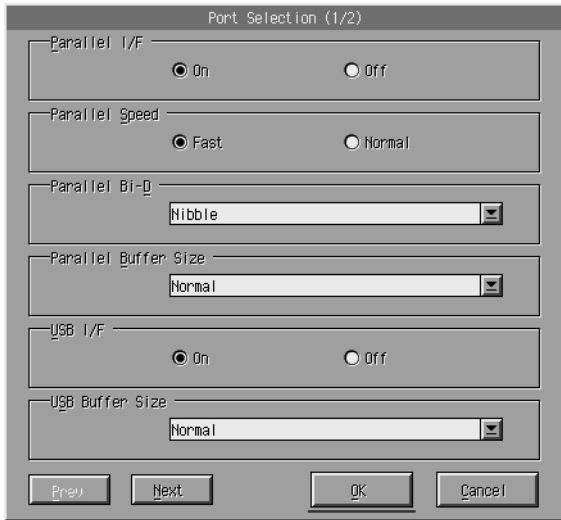 Port Selection (1/2)
Parallel I/F
On Off
Parallel Speed
Fast Normal
Parallel Bi-D
Nibble
Parallel Buffer Size
Normal
USB I/F
On Off
USB Buffer Size
Normal
Prev Next OK Cancel